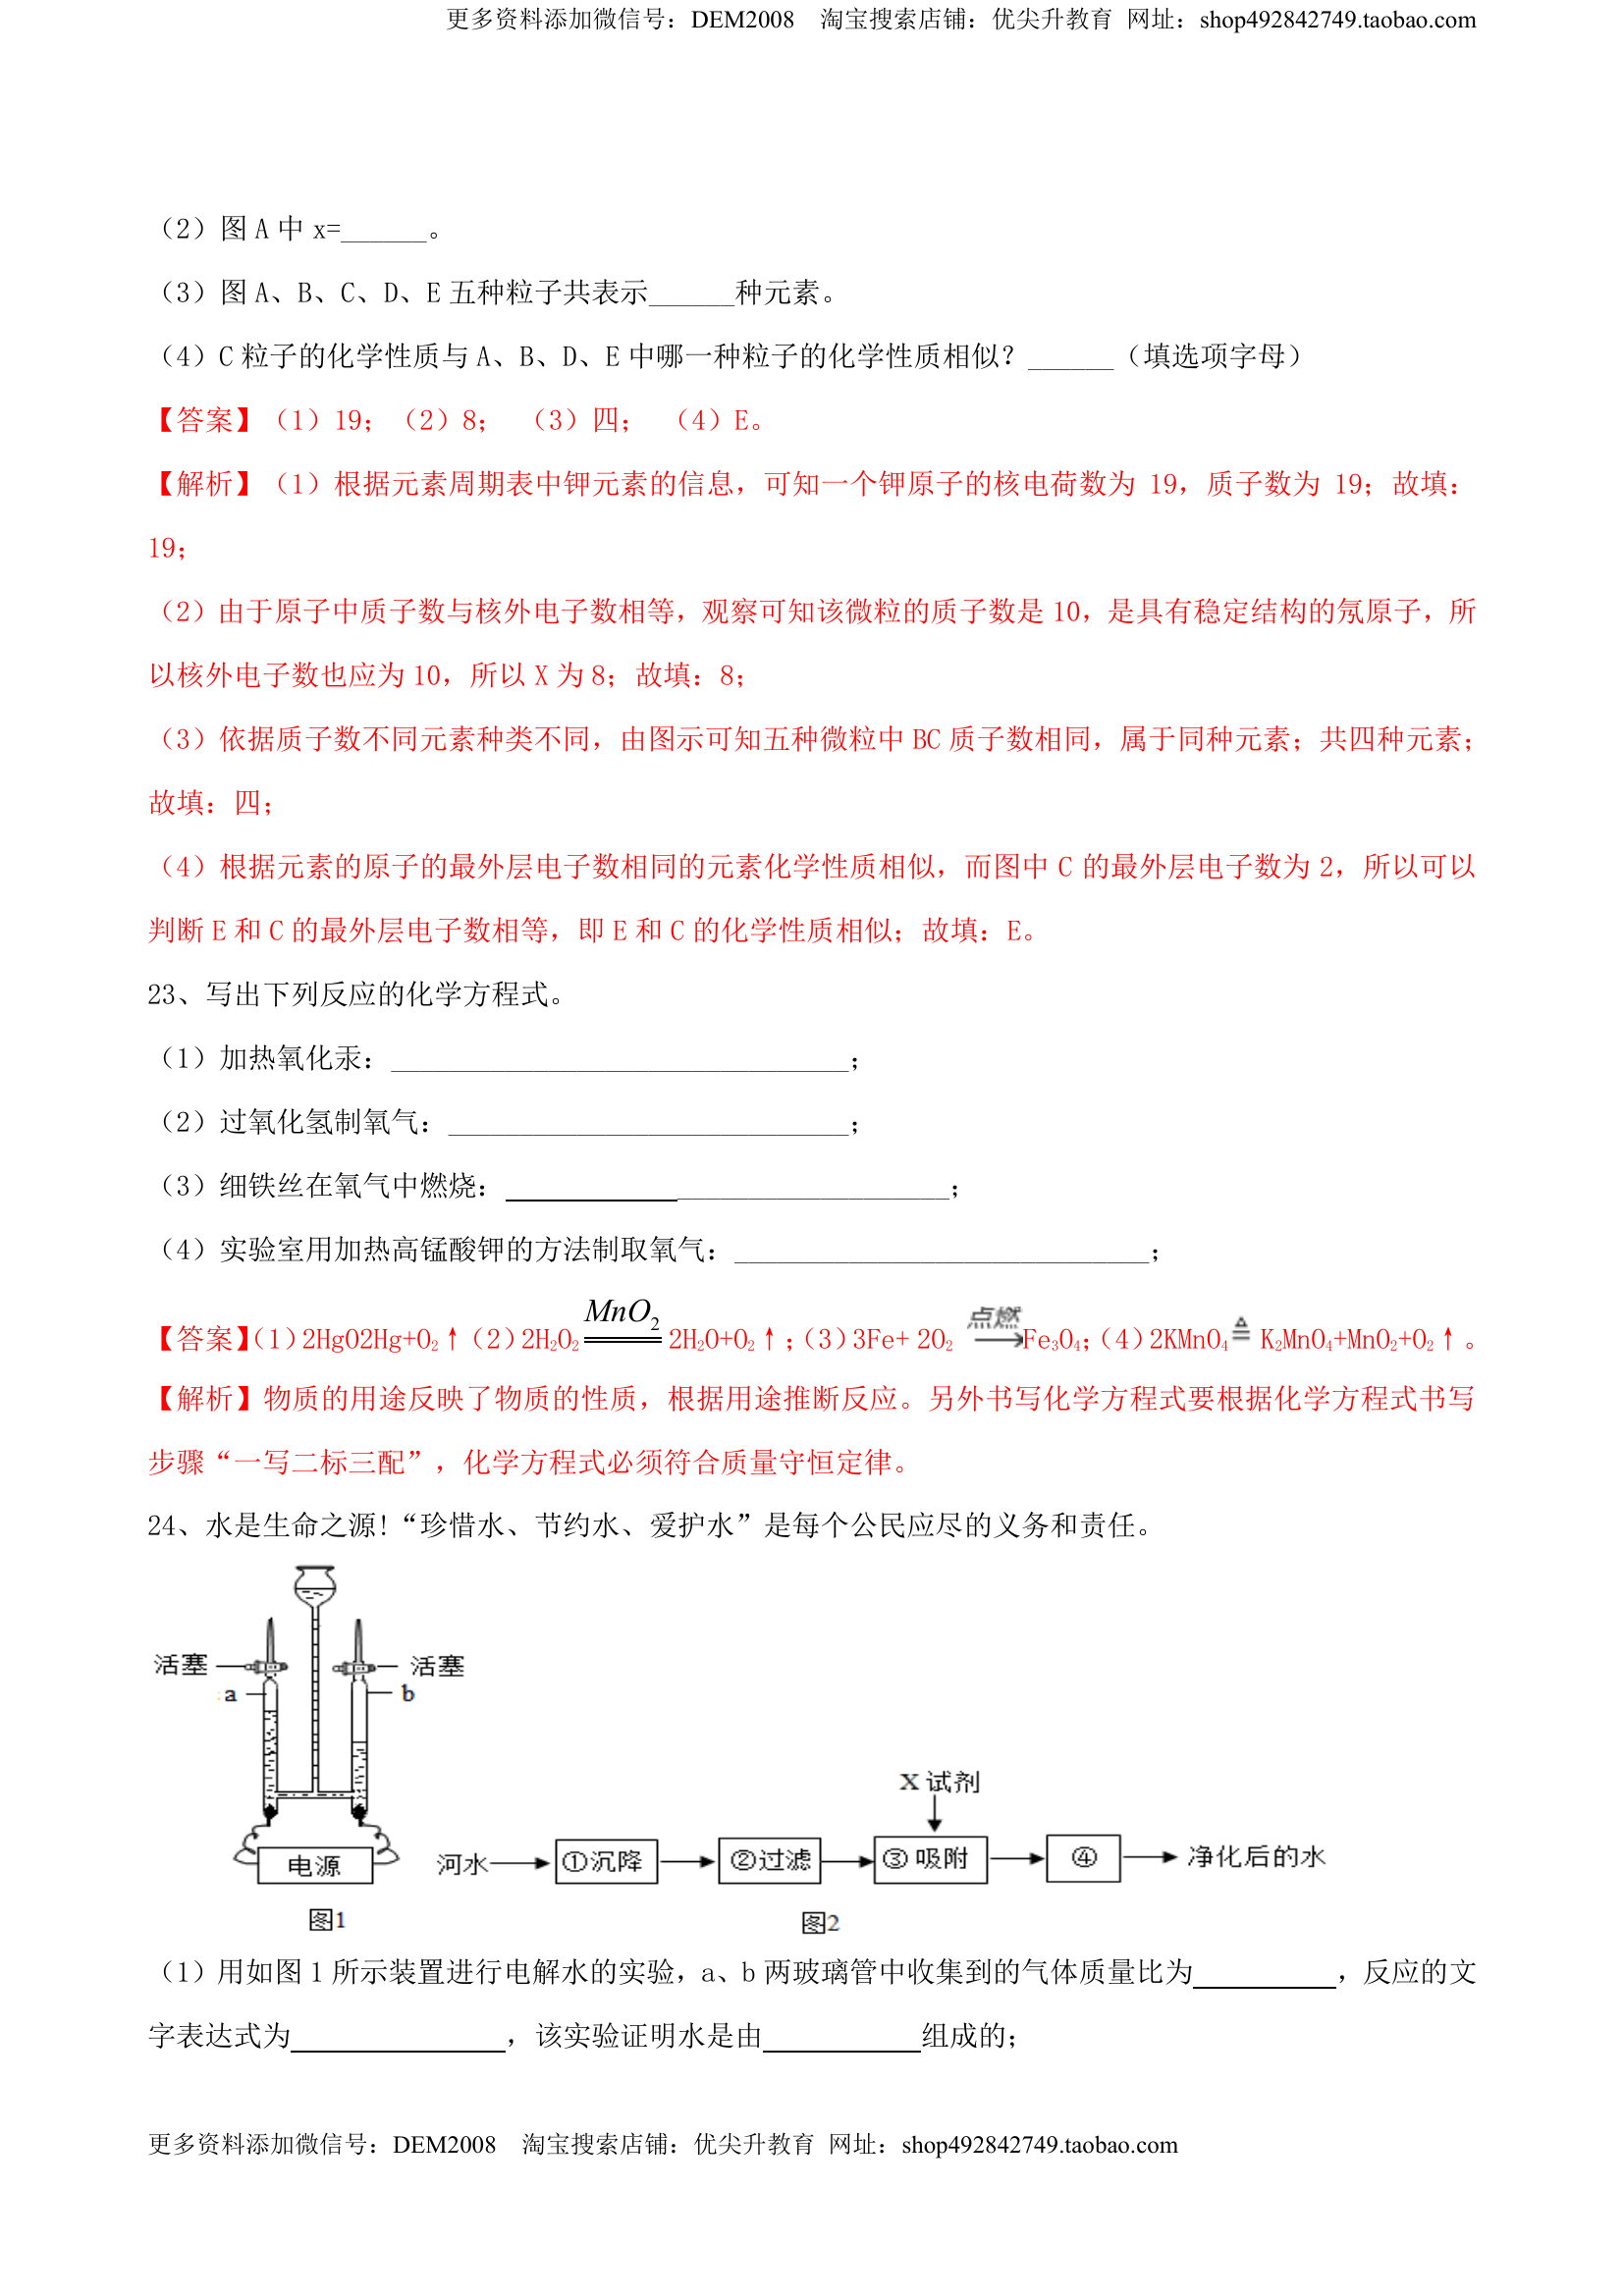 更多资料添加微信号：DEM2008 淘宝搜索店铺：优尖升教育 网址：shop492842749.taobao.com
（2）图 A 中 x=______。
（3）图 A、B、C、D、E 五种粒子共表示______种元素。
（4）C 粒子的化学性质与 A、B、D、E 中哪一种粒子的化学性质相似？______（填选项字母）
【答案】（1）19；（2）8； （3）四； （4）E。
【解析】（1）根据元素周期表中钾元素的信息，可知一个钾原子的核电荷数为 19，质子数为 19；故填：
19；
（2）由于原子中质子数与核外电子数相等，观察可知该微粒的质子数是 10，是具有稳定结构的氖原子，所
以核外电子数也应为 10，所以 X 为 8；故填：8；
（3）依据质子数不同元素种类不同，由图示可知五种微粒中 BC 质子数相同，属于同种元素；共四种元素；
故填：四；
（4）根据元素的原子的最外层电子数相同的元素化学性质相似，而图中 C 的最外层电子数为 2，所以可以
判断 E 和 C 的最外层电子数相等，即 E 和 C 的化学性质相似；故填：E。
23、写出下列反应的化学方程式。
（1）加热氧化汞：________________________________；
（2）过氧化氢制氧气：____________________________；
（3）细铁丝在氧气中燃烧：_______________________________；
（4）实验室用加热高锰酸钾的方法制取氧气：_____________________________；
【答案】（1）2HgO2Hg+O₂↑（2）2H₂O₂ MnO₂ 2H₂O+O₂↑；（3）3Fe+ 2O₂ 点燃 Fe₃O₄；（4）2KMnO₄ ≜ K₂MnO₄+MnO₂+O₂↑。
【解析】物质的用途反映了物质的性质，根据用途推断反应。另外书写化学方程式要根据化学方程式书写
步骤“一写二标三配”，化学方程式必须符合质量守恒定律。
24、水是生命之源！“珍惜水、节约水、爱护水”是每个公民应尽的义务和责任。
活塞 活塞
a b
X 试剂
电源 河水 ①沉降 ②过滤 ③吸附 ④ 净化后的水
图1 图2
（1）用如图 1 所示装置进行电解水的实验，a、b 两玻璃管中收集到的气体质量比为__________，反应的文
字表达式为_______________，该实验证明水是由___________组成的；
更多资料添加微信号：DEM2008 淘宝搜索店铺：优尖升教育 网址：shop492842749.taobao.com